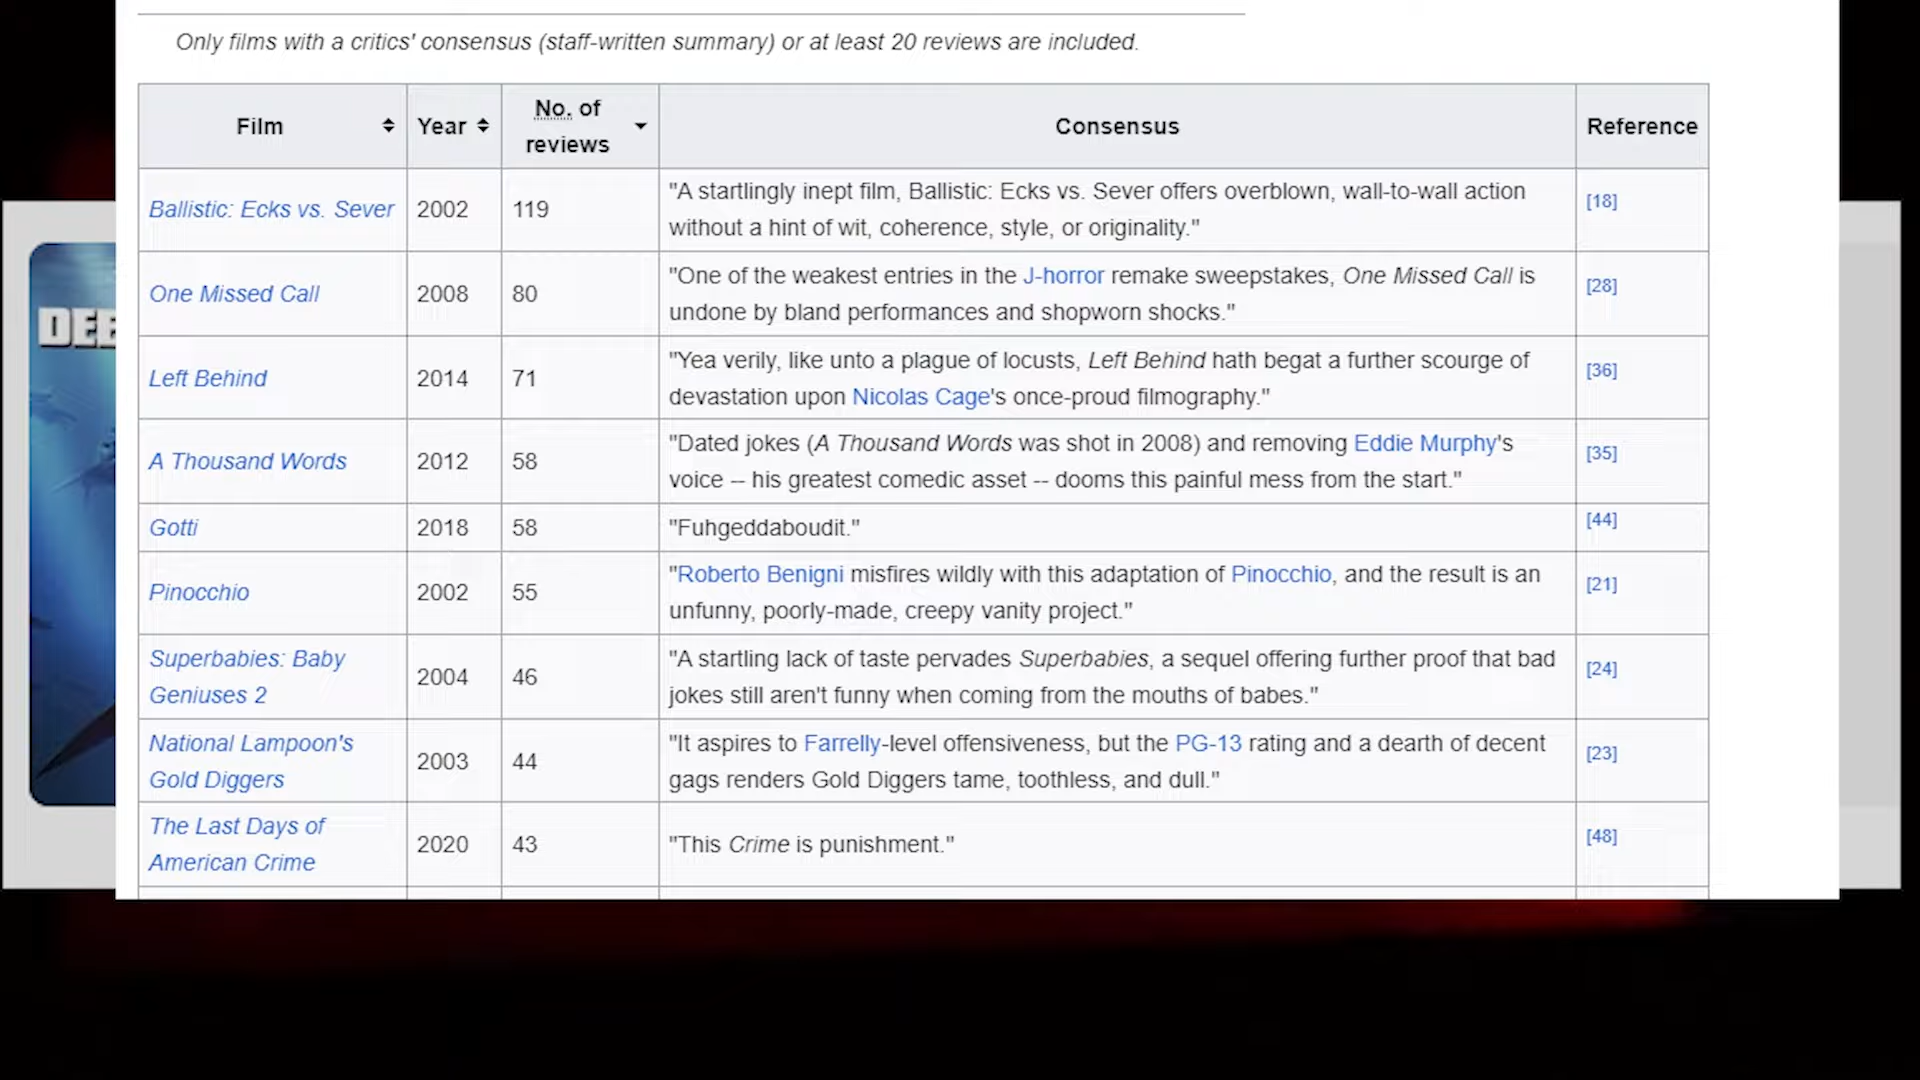 Only films with a critics' consensus (staff-written summary) or at least 20 reviews are included.
Film Year No. of reviews Consensus Reference
Ballistic: Ecks vs. Sever 2002 119 "A startlingly inept film, Ballistic: Ecks vs. Sever offers overblown, wall-to-wall action [18]
without a hint of wit, coherence, style, or originality."
One Missed Call 2008 80 "One of the weakest entries in the J-horror remake sweepstakes, One Missed Call is [28]
undone by bland performances and shopworn shocks."
DEE
Left Behind 2014 71 "Yea verily, like unto a plague of locusts, Left Behind hath begat a further scourge of [36]
devastation upon Nicolas Cage's once-proud filmography."
A Thousand Words 2012 58 "Dated jokes (A Thousand Words was shot in 2008) and removing Eddie Murphy's [35]
voice -- his greatest comedic asset -- dooms this painful mess from the start."
Gotti 2018 58 "Fuhgeddaboudit." [44]
Pinocchio 2002 55 "Roberto Benigni misfires wildly with this adaptation of Pinocchio, and the result is an [21]
unfunny, poorly-made, creepy vanity project."
Superbabies: Baby Geniuses 2 2004 46 "A startling lack of taste pervades Superbabies, a sequel offering further proof that bad [24]
jokes still aren't funny when coming from the mouths of babes."
National Lampoon's Gold Diggers 2003 44 "It aspires to Farrelly-level offensiveness, but the PG-13 rating and a dearth of decent [23]
gags renders Gold Diggers tame, toothless, and dull."
The Last Days of American Crime 2020 43 "This Crime is punishment." [48]